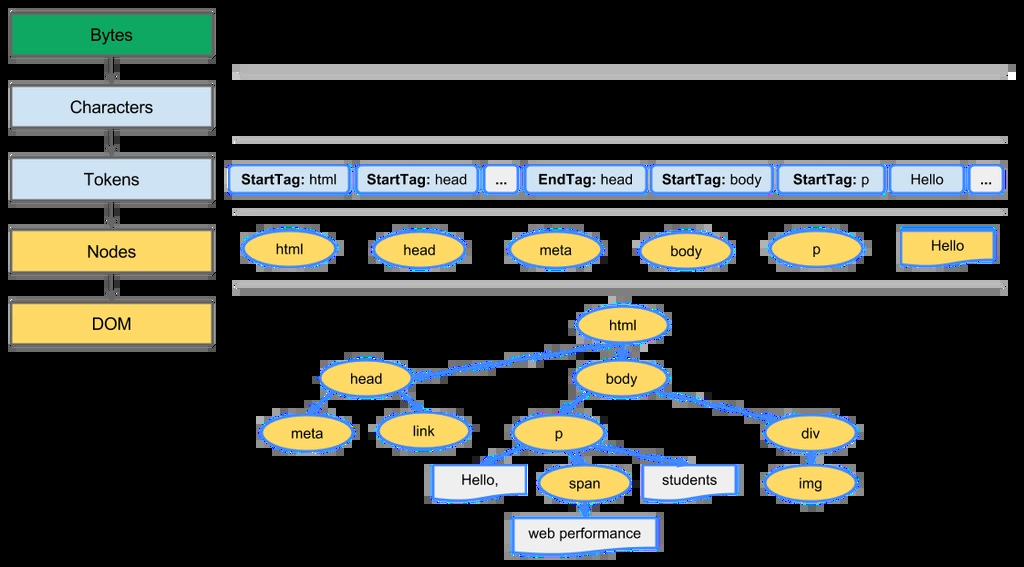 Bytes
Characters
Tokens
StartTag: html
StartTag: head
...
EndTag: head
StartTag: body
StartTag: p
Hello
...
Nodes
html
head
meta
body
p
Hello
DOM
html
head
body
meta
link
p
div
Hello,
span
students
img
web performance